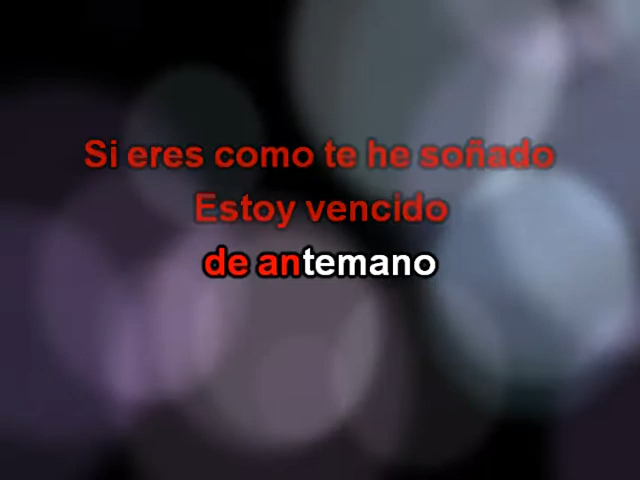 Si eres como te he soñado
Estoy vencido
de antemano